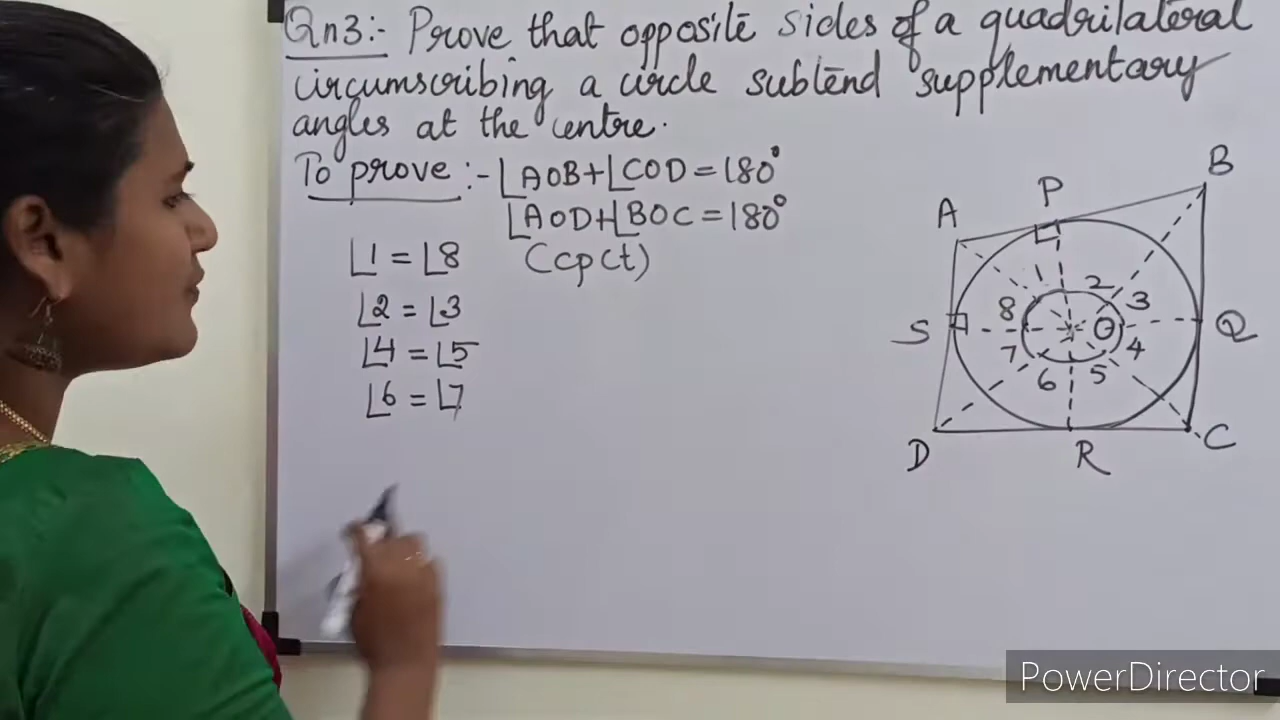 Qn3:- Prove that opposite sides of a quadrilateral
circumscribing a circle subtend supplementary
angles at the centre.
To prove :- ∠AOB+∠COD=180°
∠AOD+∠BOC=180°
∠1=∠8 (cpct)
∠2=∠3
∠4=∠5
∠6=∠7
B
P
A
1 2
8 3
S O Q
7 4
6 5
D R C
PowerDirector